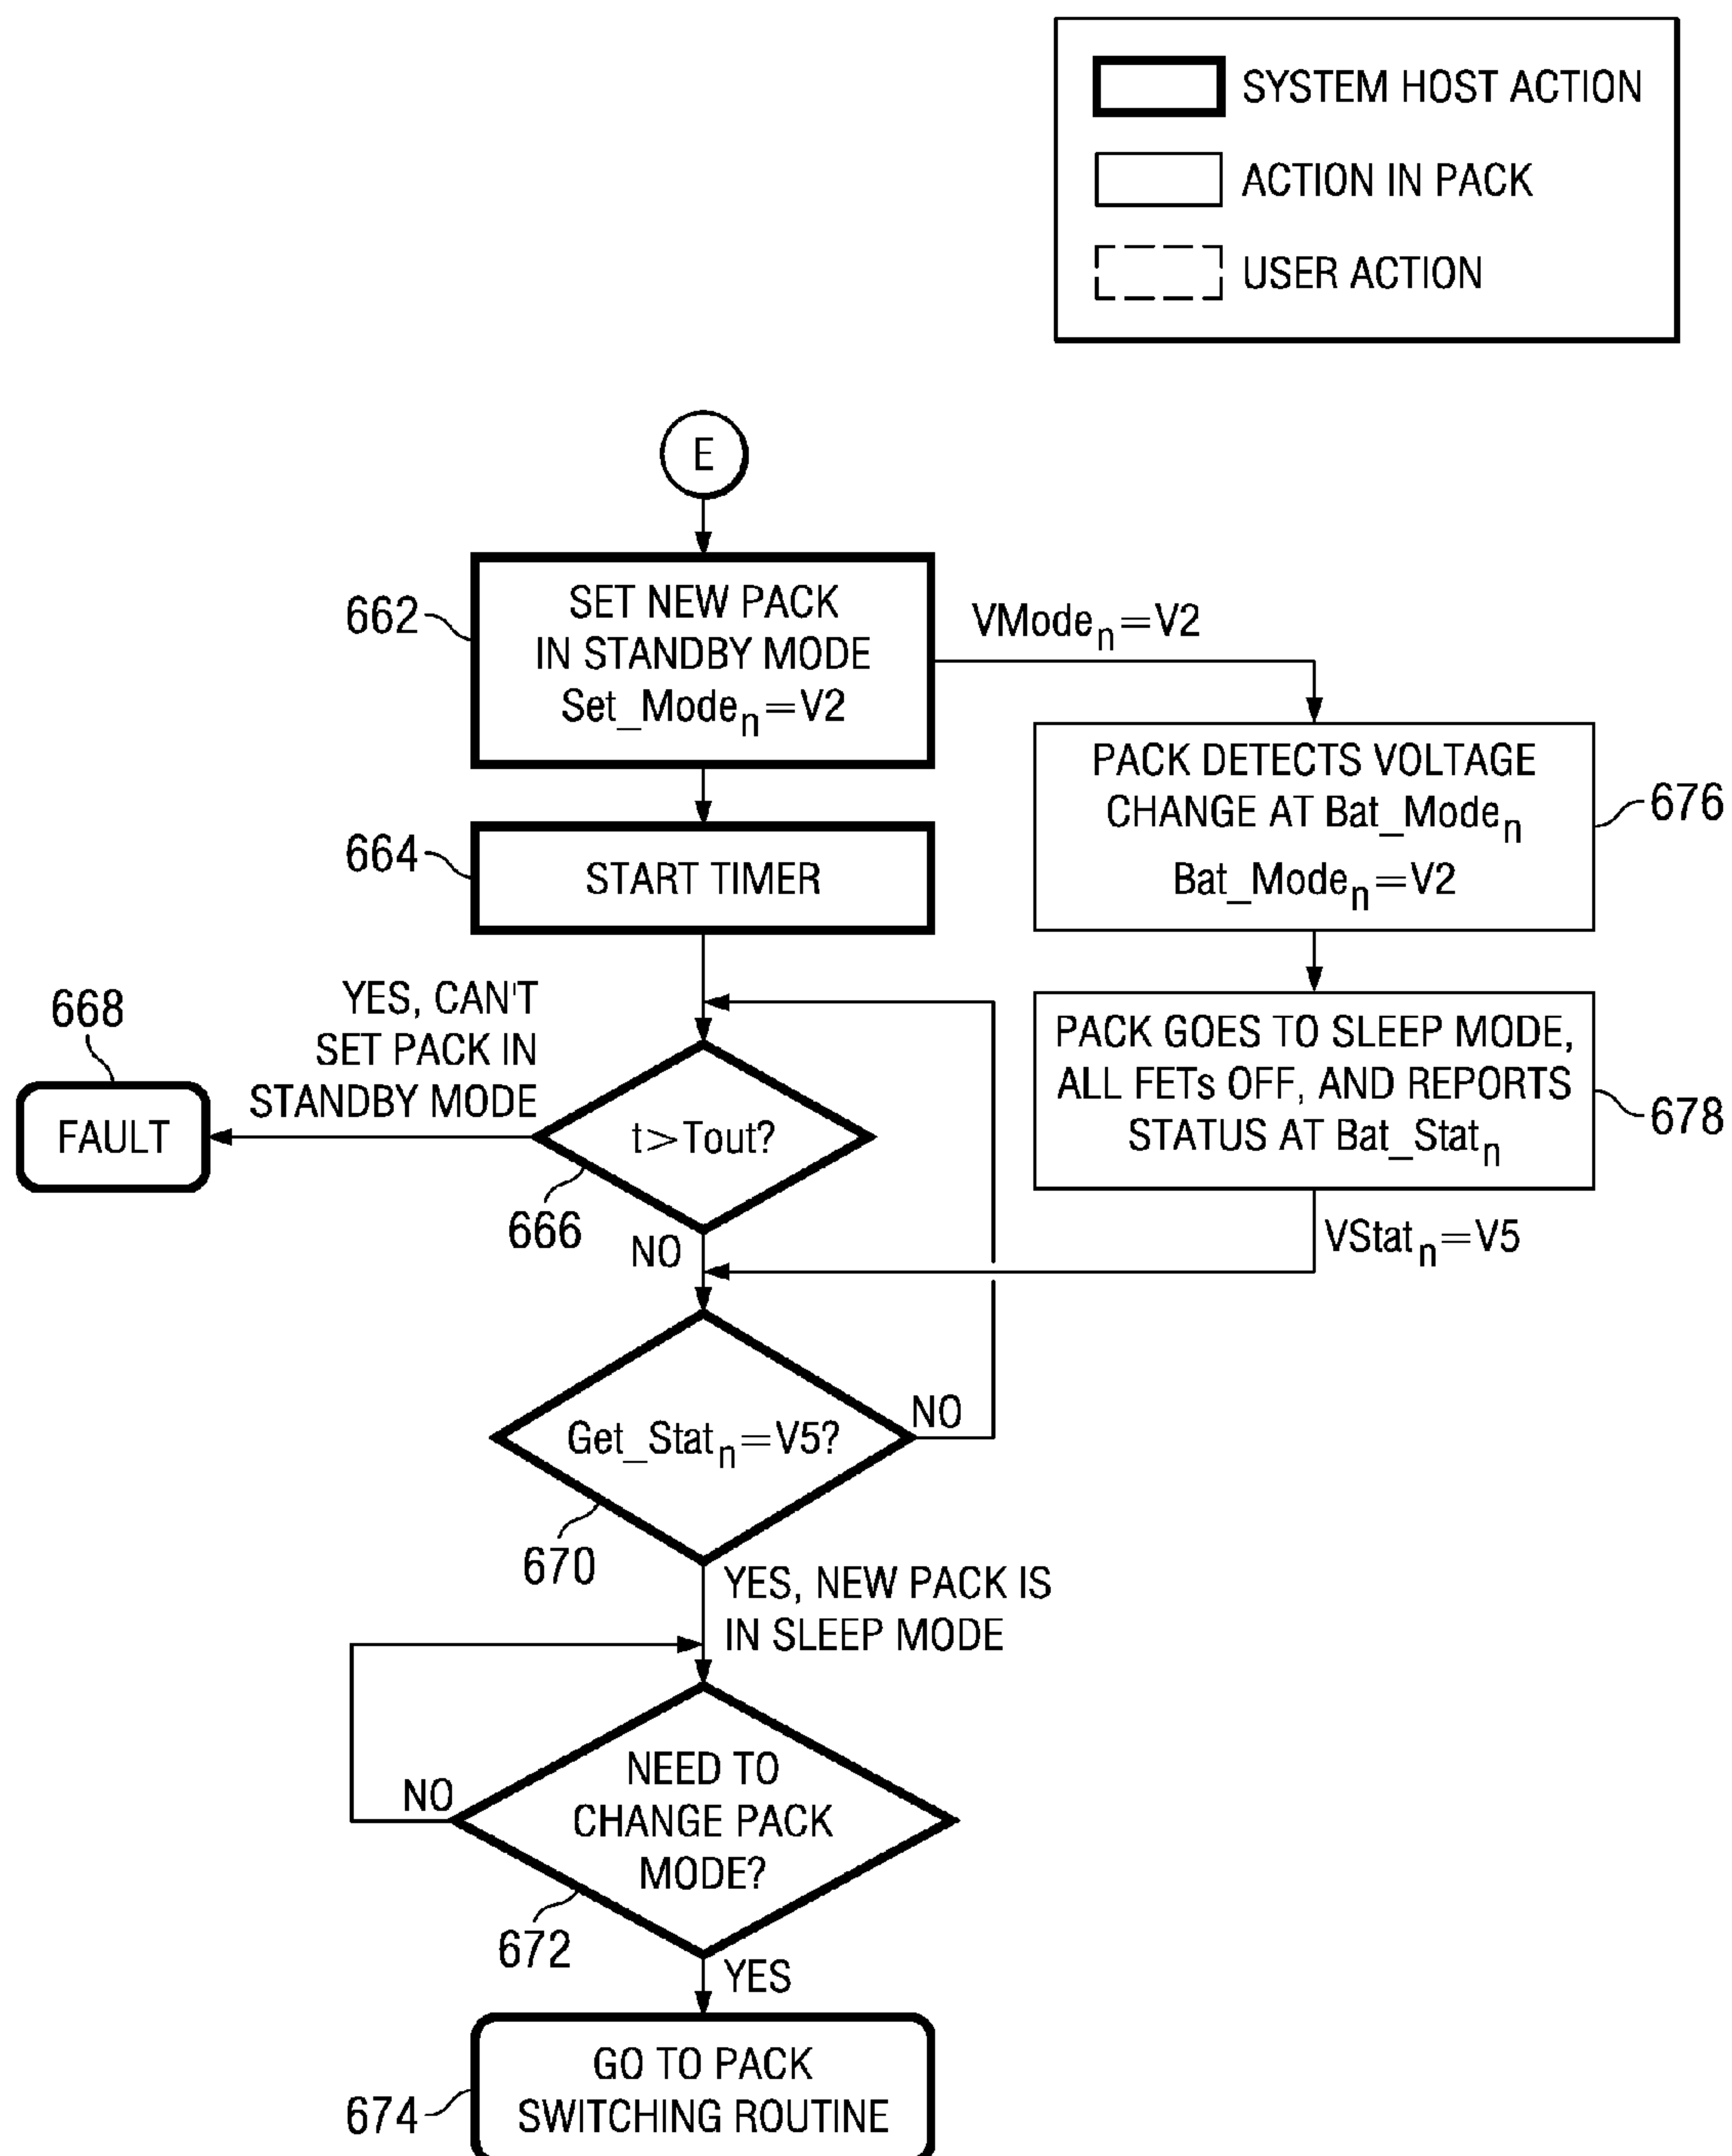 SYSTEM HOST ACTION
ACTION IN PACK
USER ACTION
E
662
SET NEW PACK
IN STANDBY MODE
Set_Moden=V2
VModen=V2
664
START TIMER
PACK DETECTS VOLTAGE
CHANGE AT Bat_Moden
Bat_Moden=V2
676
668
FAULT
YES, CAN'T
SET PACK IN
STANDBY MODE
t>Tout?
666
NO
PACK GOES TO SLEEP MODE,
ALL FETs OFF, AND REPORTS
STATUS AT Bat_Statn
678
VStatn=V5
Get_Statn=V5?
NO
670
YES, NEW PACK IS
IN SLEEP MODE
NO
NEED TO
CHANGE PACK
MODE?
672
YES
674
GO TO PACK
SWITCHING ROUTINE